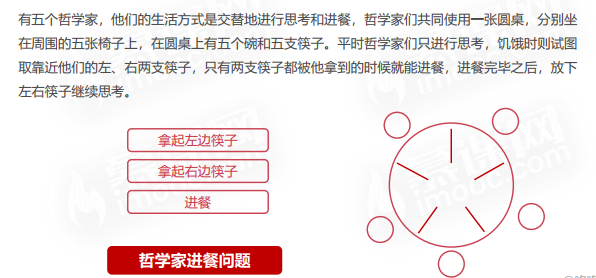 有五个哲学家，他们的生活方式是交替地进行思考和进餐，哲学家们共同使用一张圆桌，分别坐
在周围的五张椅子上，在圆桌上有五个碗和五支筷子。平时哲学家们只进行思考，饥饿时则试图
取靠近他们的左、右两支筷子，只有两支筷子都被他拿到的时候就能进餐，进餐完毕之后，放下
左右筷子继续思考。
拿起左边筷子
拿起右边筷子
进餐
哲学家进餐问题